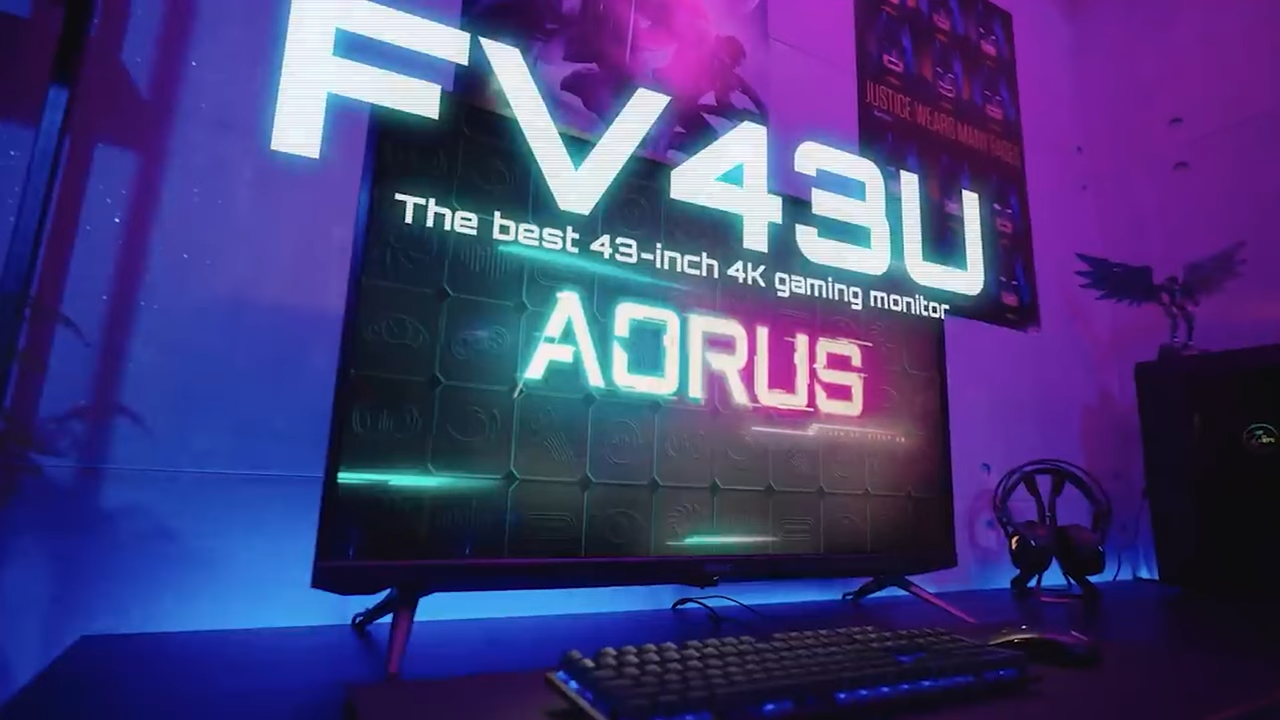 FV43U
JUSTICE WEARS MANY FACES
The best 43-inch 4K gaming monitor
AORUS